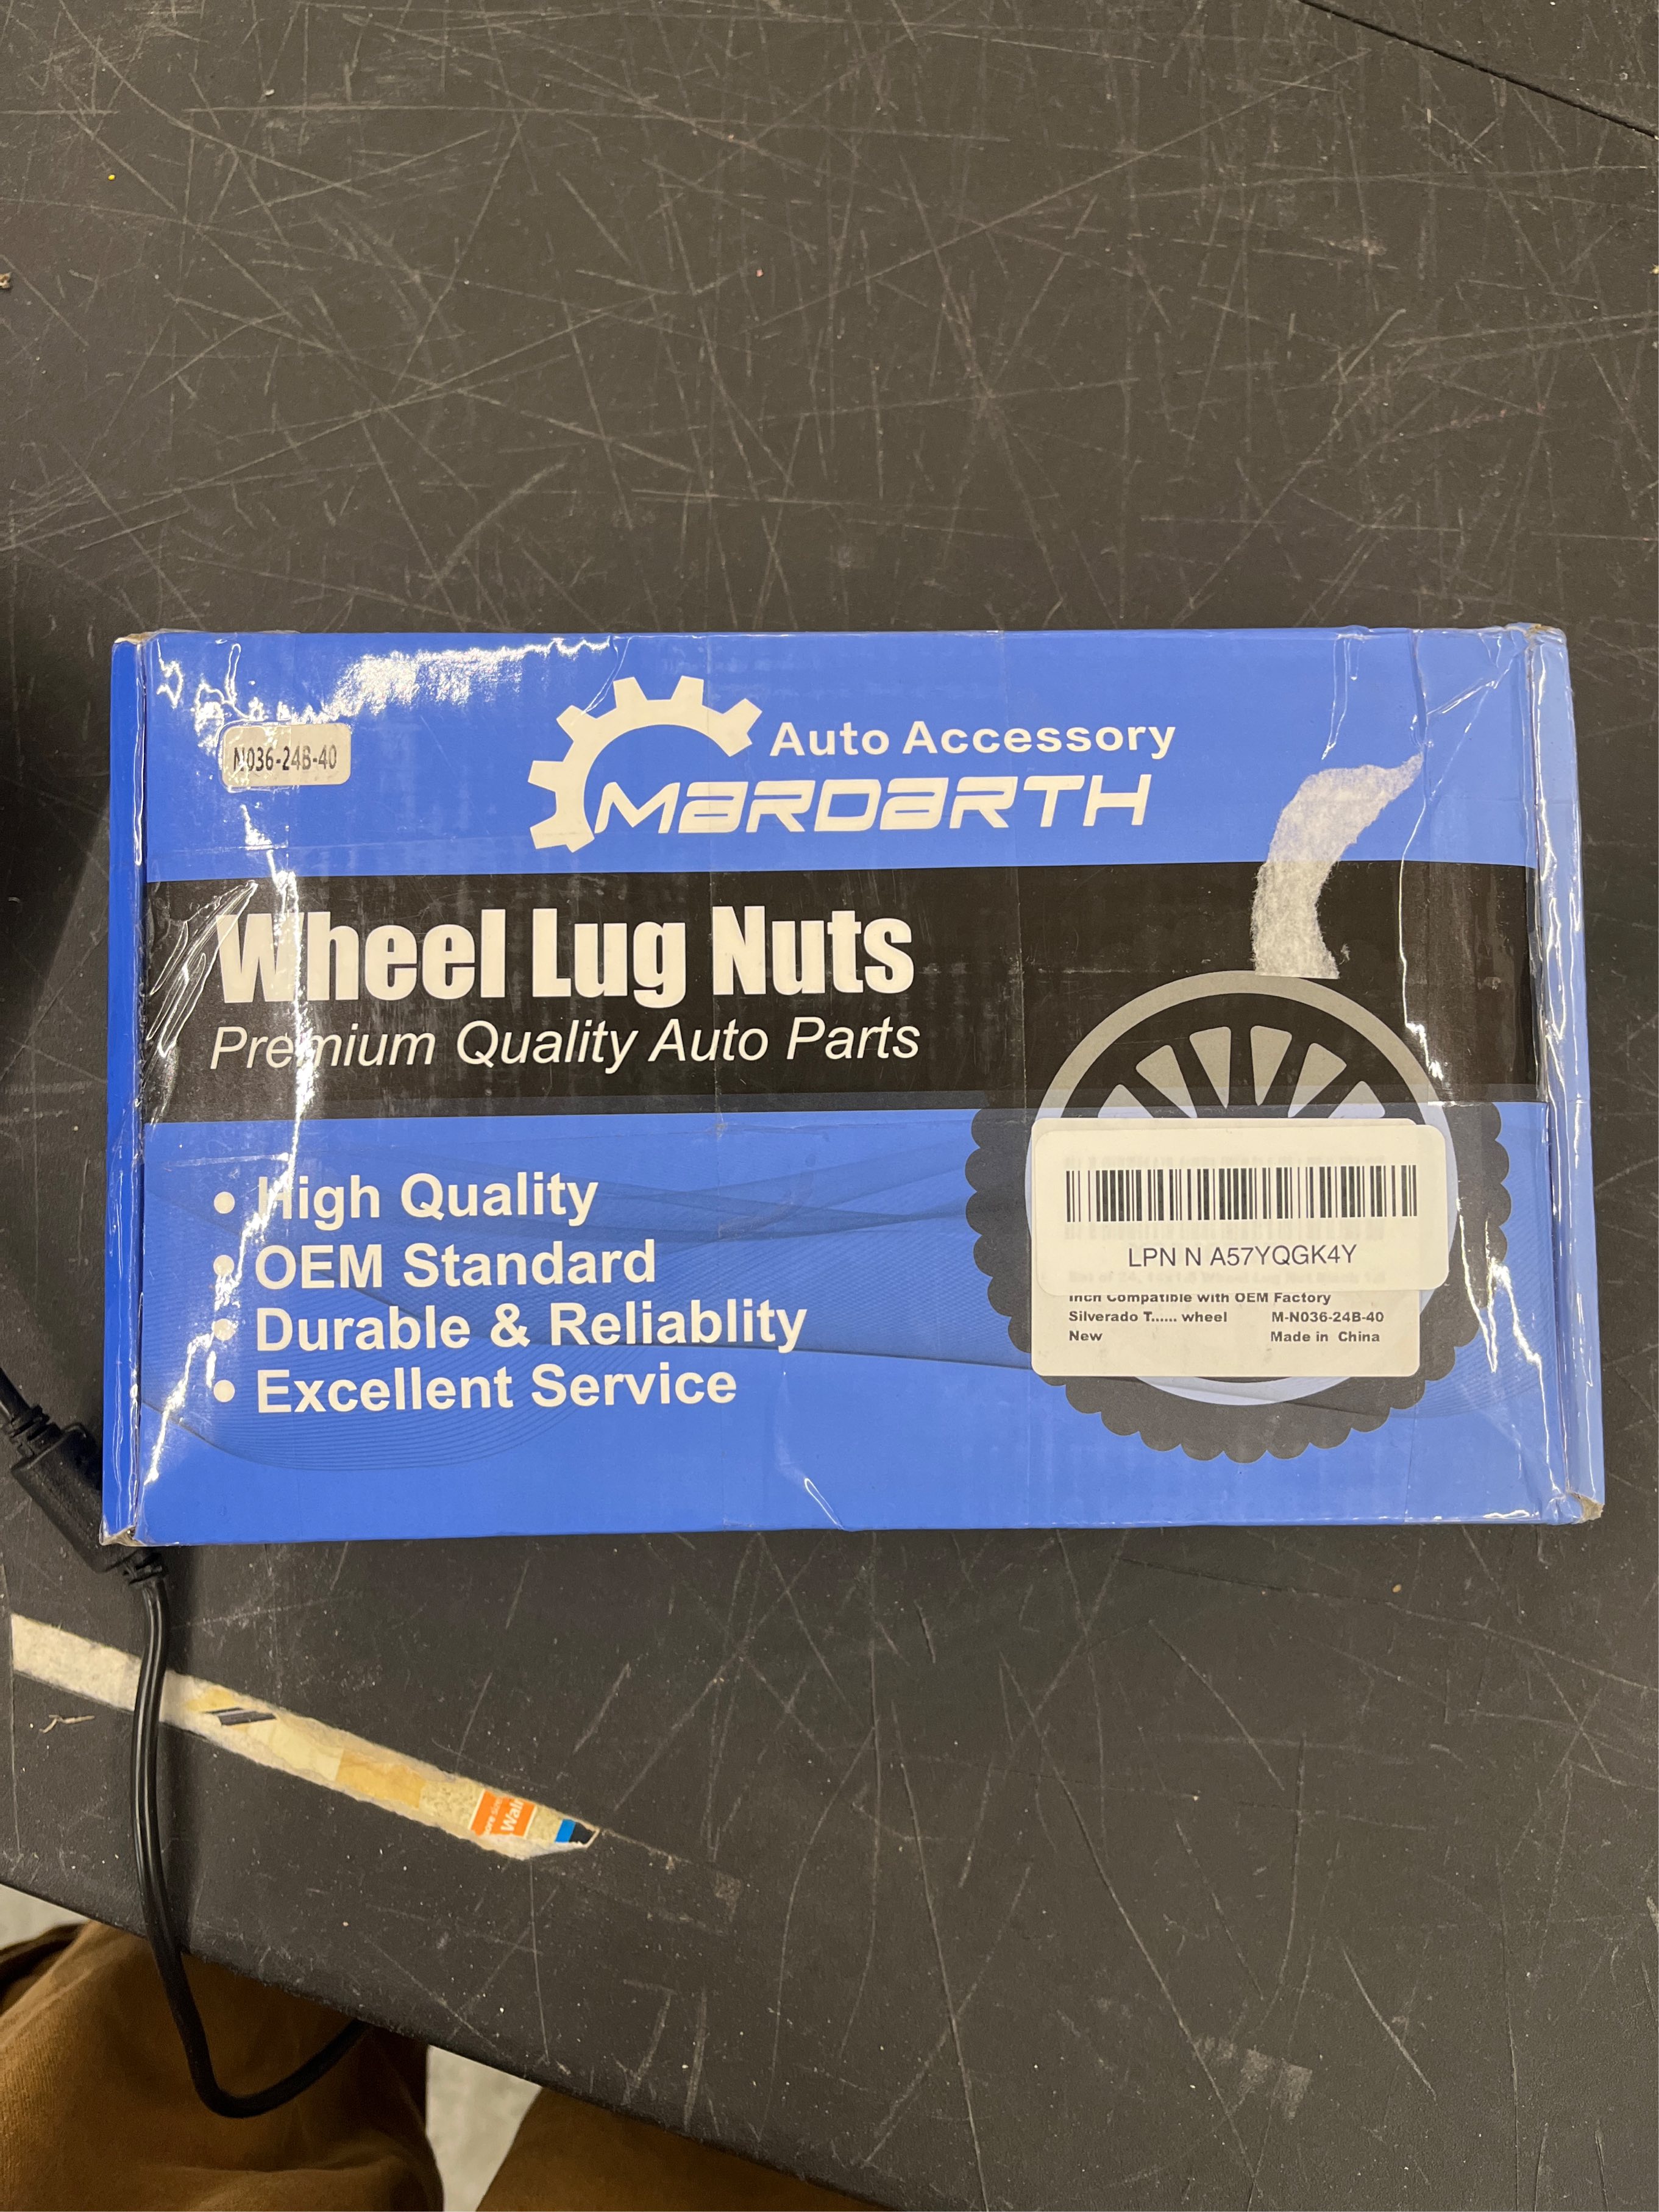 N036-24B-40
Auto Accessory
MARDARTH
Wheel Lug Nuts
Premium Quality Auto Parts
• High Quality
• OEM Standard
• Durable & Reliablity
• Excellent Service
LPN N A57YQGK4Y
Inch Compatible with OEM Factory
Silverado T...... wheel M-N036-24B-40
New Made in China